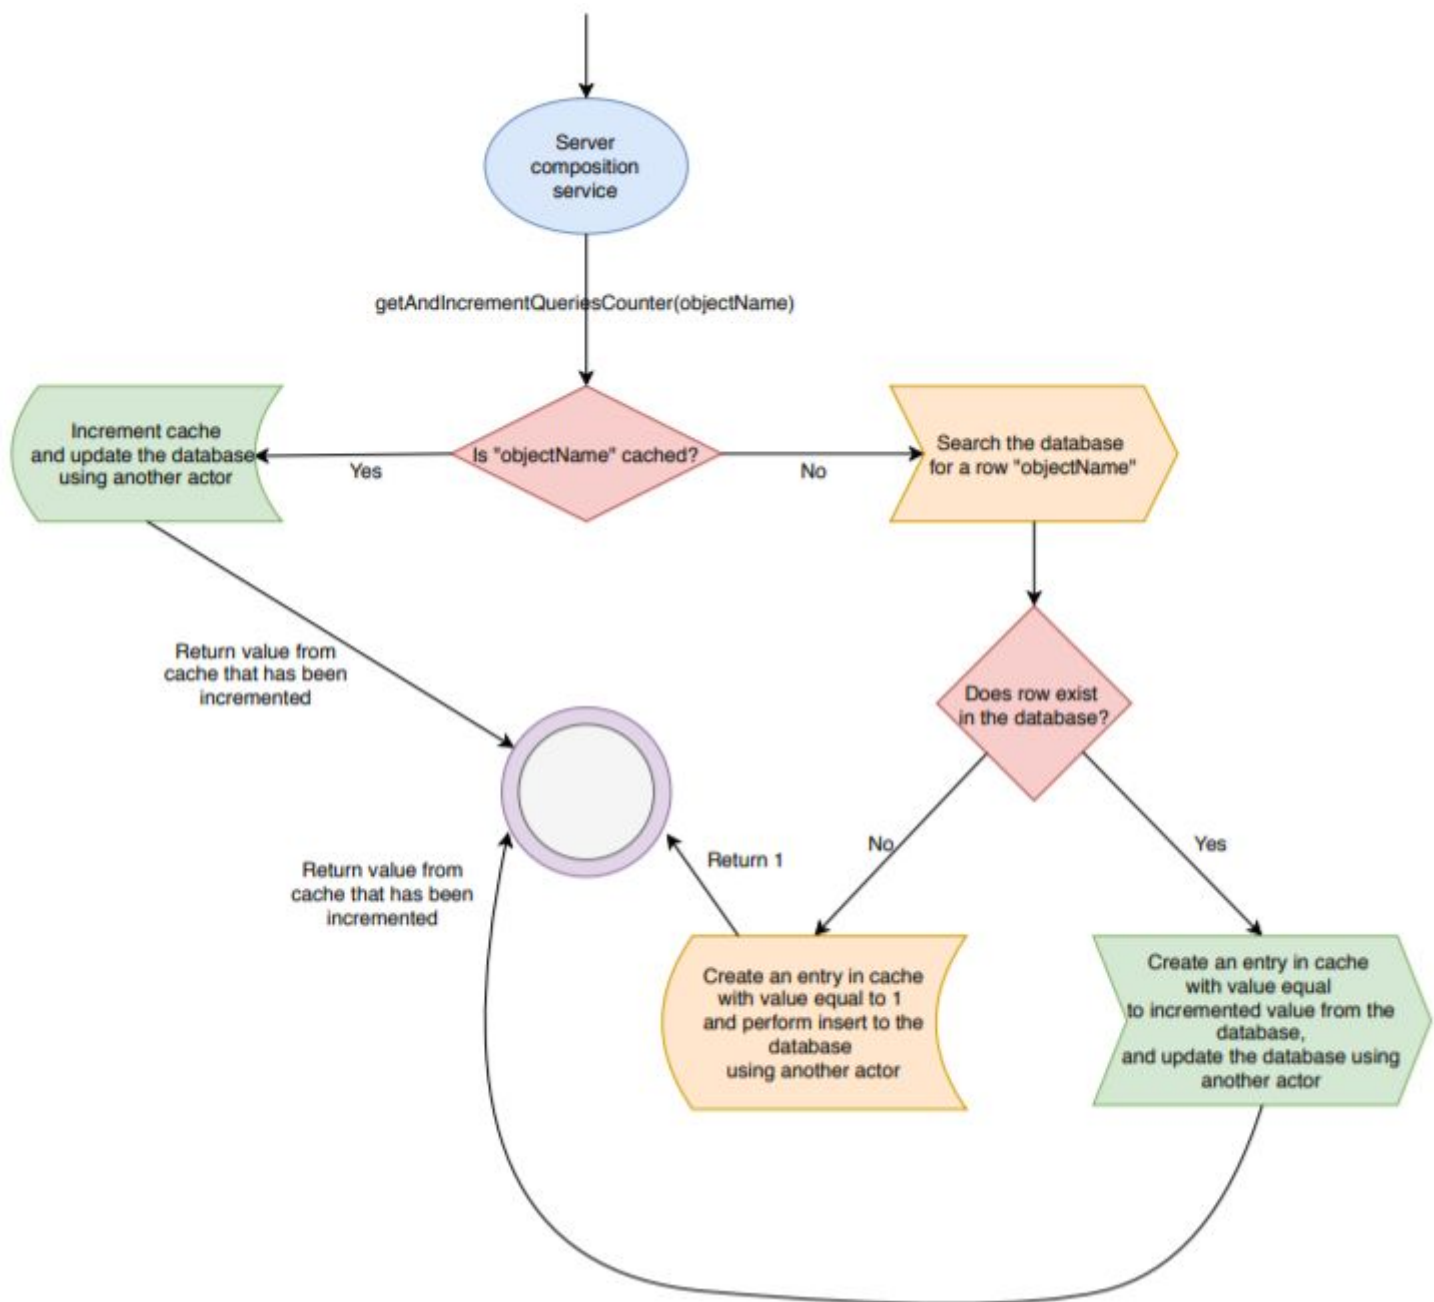 Server
composition
service
getAndIncrementQueriesCounter(objectName)
Increment cache
and update the database
using another actor
Yes
Is "objectName" cached?
No
Search the database
for a row "objectName"
Return value from
cache that has been
incremented
Does row exist
in the database?
No
Yes
Return 1
Return value from
cache that has been
incremented
Create an entry in cache
with value equal to 1
and perform insert to the
database
using another actor
Create an entry in cache
with value equal
to incremented value from the
database,
and update the database using
another actor